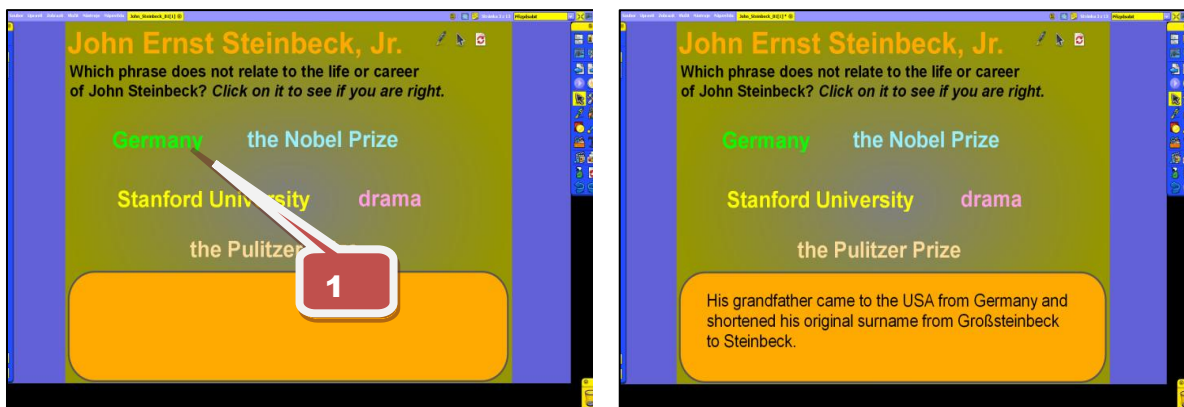 John_Steinbeck_03[1]
John Ernst Steinbeck, Jr.
Which phrase does not relate to the life or career
of John Steinbeck? Click on it to see if you are right.
Germany the Nobel Prize
Stanford University drama
the Pulitzer
1
John Ernst Steinbeck, Jr.
Which phrase does not relate to the life or career
of John Steinbeck? Click on it to see if you are right.
Germany the Nobel Prize
Stanford University drama
the Pulitzer Prize
His grandfather came to the USA from Germany and
shortened his original surname from Großsteinbeck
to Steinbeck.